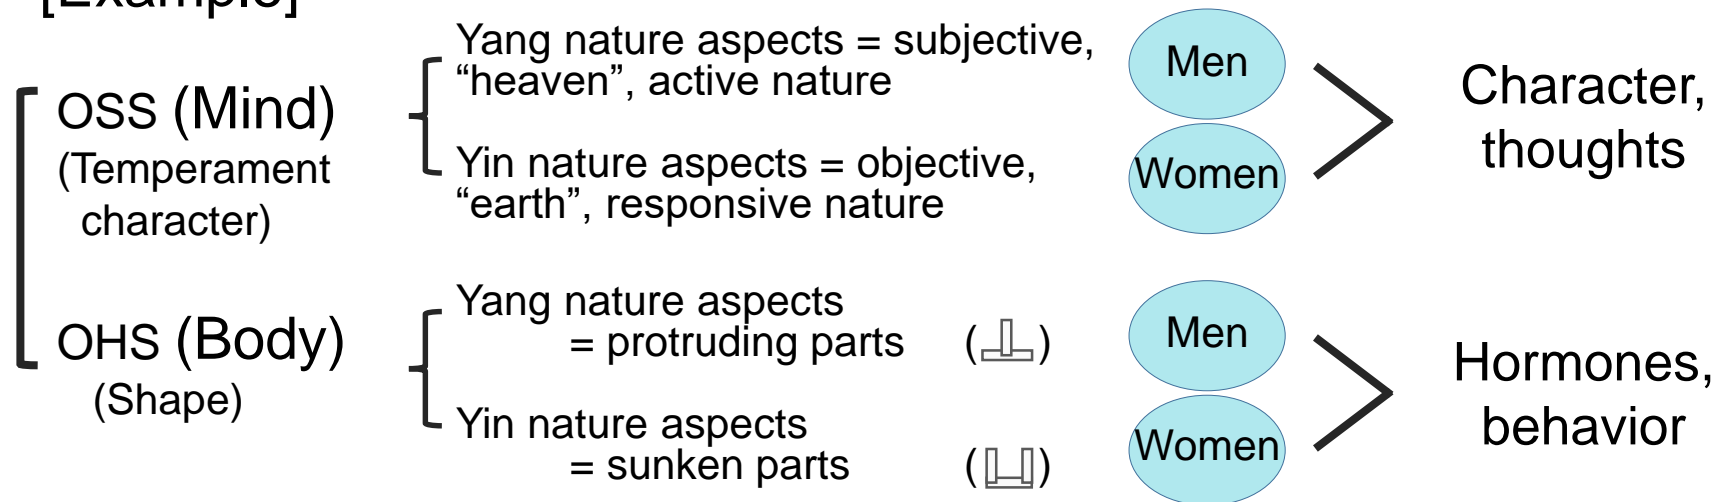 [Example]
Yang nature aspects = subjective,
“heaven”, active nature
Men
OSS (Mind)
(Temperament
character)
Yin nature aspects = objective,
“earth”, responsive nature
Women
Character,
thoughts
OHS (Body)
(Shape)
Yang nature aspects
= protruding parts ( )
Men
Yin nature aspects
= sunken parts ( )
Women
Hormones,
behavior